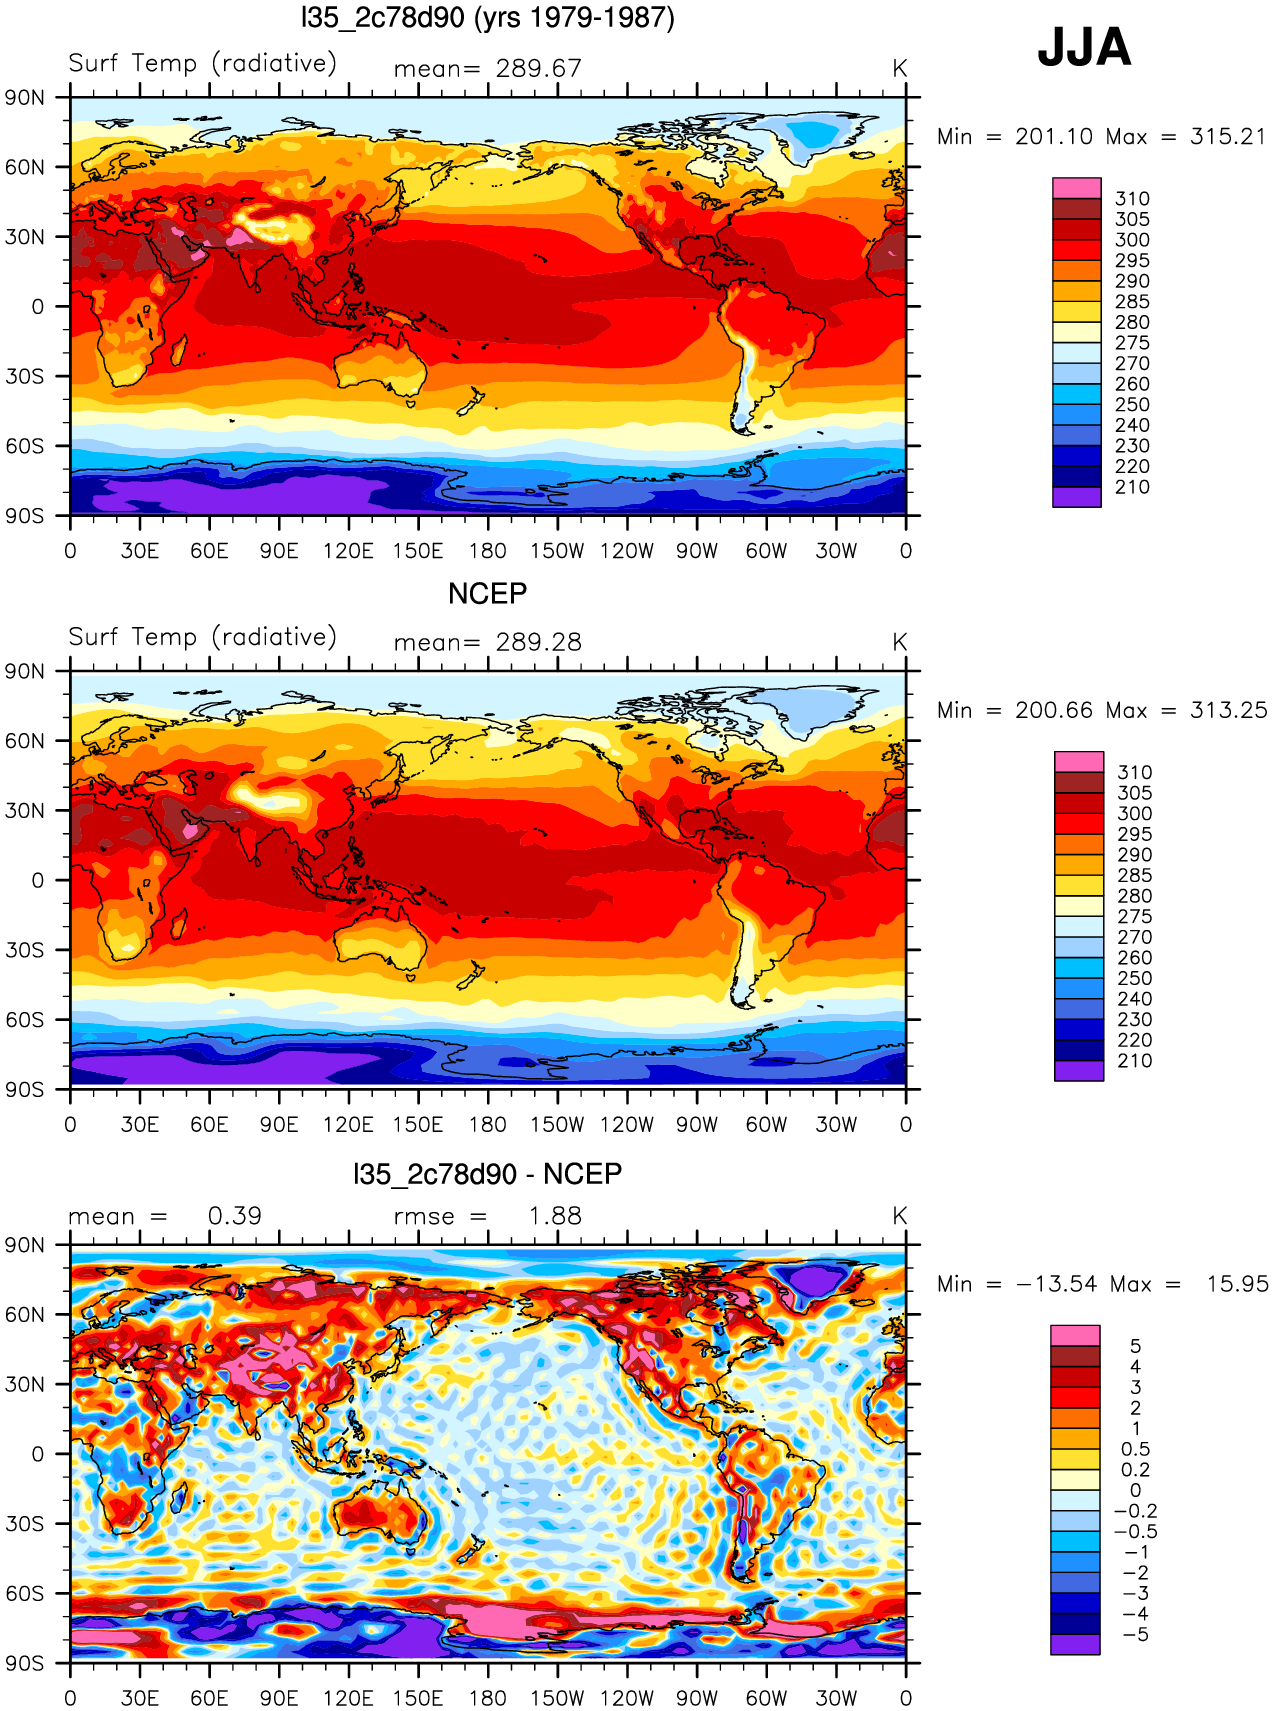 l35_2c78d90 (yrs 1979-1987)
JJA
Surf Temp (radiative) mean= 289.67 K
Min = 201.10 Max = 315.21
90N
60N
30N
0
30S
60S
90S
0 30E 60E 90E 120E 150E 180 150W 120W 90W 60W 30W 0
310
305
300
295
290
285
280
275
270
260
250
240
230
220
210
NCEP
Surf Temp (radiative) mean= 289.28 K
Min = 200.66 Max = 313.25
90N
60N
30N
0
30S
60S
90S
0 30E 60E 90E 120E 150E 180 150W 120W 90W 60W 30W 0
310
305
300
295
290
285
280
275
270
260
250
240
230
220
210
l35_2c78d90 - NCEP
mean = 0.39 rmse = 1.88 K
Min = −13.54 Max = 15.95
90N
60N
30N
0
30S
60S
90S
0 30E 60E 90E 120E 150E 180 150W 120W 90W 60W 30W 0
5
4
3
2
1
0.5
0.2
0
−0.2
−0.5
−1
−2
−3
−4
−5